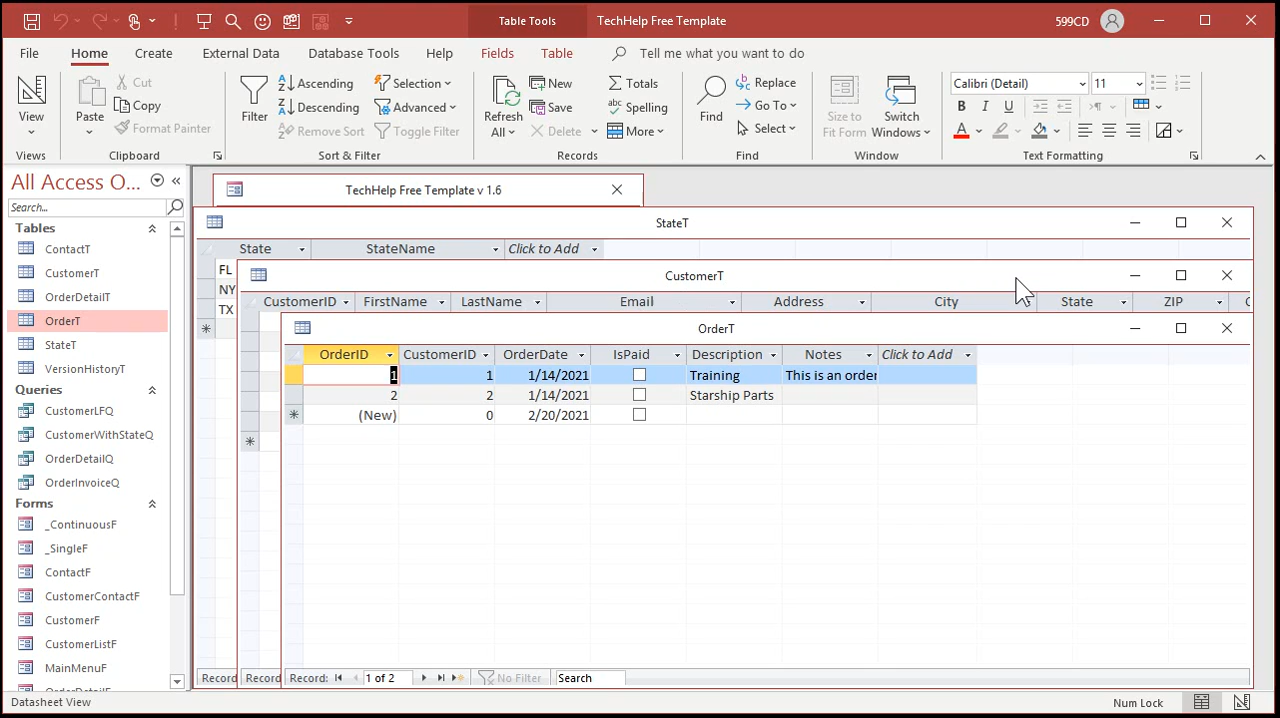 Table Tools
TechHelp Free Template
599CD
File
Home
Create
External Data
Database Tools
Help
Fields
Table
Tell me what you want to do
View
Views
Paste
Cut
Copy
Format Painter
Clipboard
Filter
Ascending
Descending
Remove Sort
Selection
Advanced
Toggle Filter
Sort & Filter
Refresh
All
New
Save
Delete
Totals
Spelling
More
Records
Find
Replace
Go To
Select
Find
Size to
Fit Form
Switch
Windows
Window
Calibri (Detail)
11
B I U
Text Formatting
All Access O...
Search...
Tables
ContactT
CustomerT
OrderDetailT
OrderT
StateT
VersionHistoryT
Queries
CustomerLFQ
CustomerWithStateQ
OrderDetailQ
OrderInvoiceQ
Forms
_ContinuousF
_SingleF
ContactF
CustomerContactF
CustomerF
CustomerListF
MainMenuF
OrderDetailF
TechHelp Free Template v 1.6
StateT
State StateName Click to Add
FL
NY
TX
CustomerT
CustomerID FirstName LastName Email Address City State ZIP
OrderT
OrderID CustomerID OrderDate IsPaid Description Notes Click to Add
1 1 1/14/2021 Training This is an order
2 2 1/14/2021 Starship Parts
(New) 0 2/20/2021
Record
Record
Record: 1 of 2 No Filter Search
Datasheet View
Num Lock